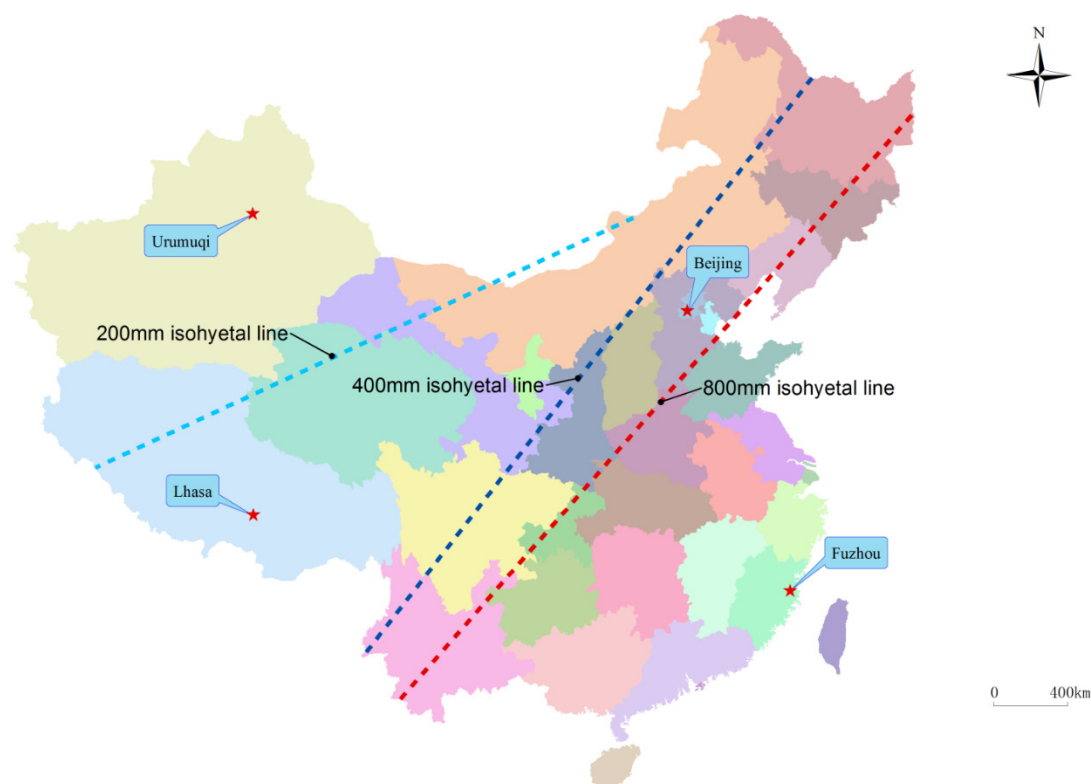 N
Urumuqi
Beijing
200mm isohyetal line
400mm isohyetal line
800mm isohyetal line
Lhasa
Fuzhou
0 400km